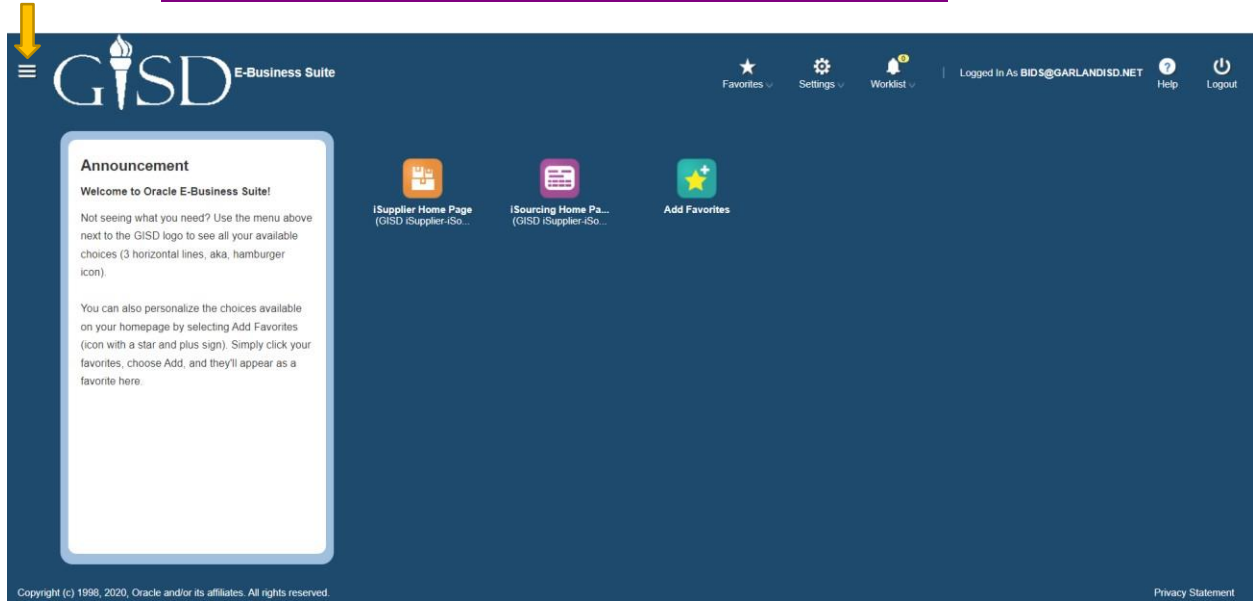 GISD E-Business Suite
Favorites
Settings
0
Worklist
Logged In As BIDS@GARLANDISD.NET
?
Help
Logout
Announcement
Welcome to Oracle E-Business Suite!
Not seeing what you need? Use the menu above
next to the GISD logo to see all your available
choices (3 horizontal lines, aka, hamburger
icon).
You can also personalize the choices available
on your homepage by selecting Add Favorites
(icon with a star and plus sign). Simply click your
favorites, choose Add, and they'll appear as a
favorite here.
iSupplier Home Page
(GISD iSupplier-iSo...
iSourcing Home Pa...
(GISD iSupplier-iSo...
Add Favorites
Copyright (c) 1998, 2020, Oracle and/or its affiliates. All rights reserved.
Privacy Statement